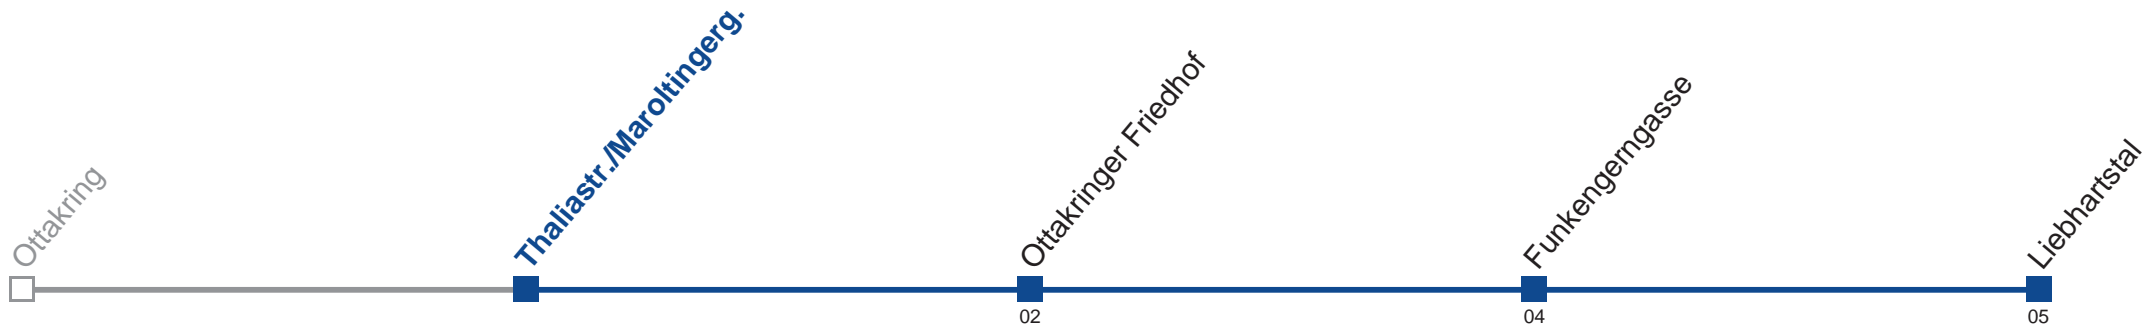 Ottakring
Thaliastr./Maroltingerg.
Ottakringer Friedhof
Funkengerngasse
Liebhartstal
02
04
05